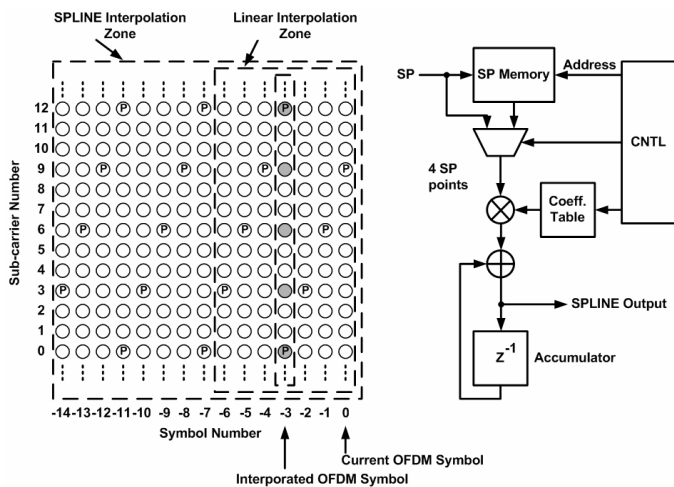 SPLINE Interpolation
Zone
Linear Interpolation
Zone
12 P P P
11
10
9 P P P P
8
7
6 P P P P
5
4
3 P P P P
2
1
0 P P P
Sub-carrier Number
-14 -13 -12 -11 -10 -9 -8 -7 -6 -5 -4 -3 -2 -1 0
Symbol Number
Current OFDM Symbol
Interporated OFDM Symbol
SP
SP Memory
Address
CNTL
4 SP
points
Coeff.
Table
SPLINE Output
Z-1
Accumulator